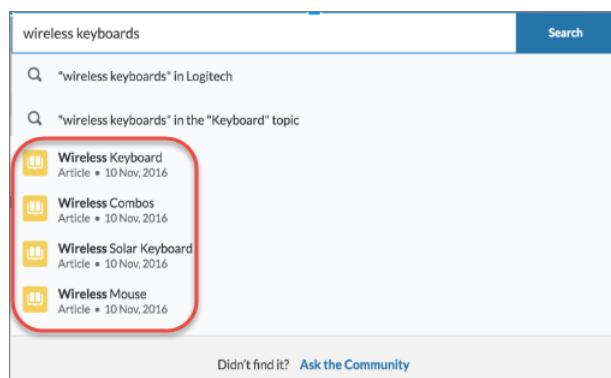 wireless keyboards
Search
"wireless keyboards" in Logitech
"wireless keyboards" in the "Keyboard" topic
Wireless Keyboard
Article • 10 Nov, 2016
Wireless Combos
Article • 10 Nov, 2016
Wireless Solar Keyboard
Article • 10 Nov, 2016
Wireless Mouse
Article • 10 Nov, 2016
Didn't find it? Ask the Community